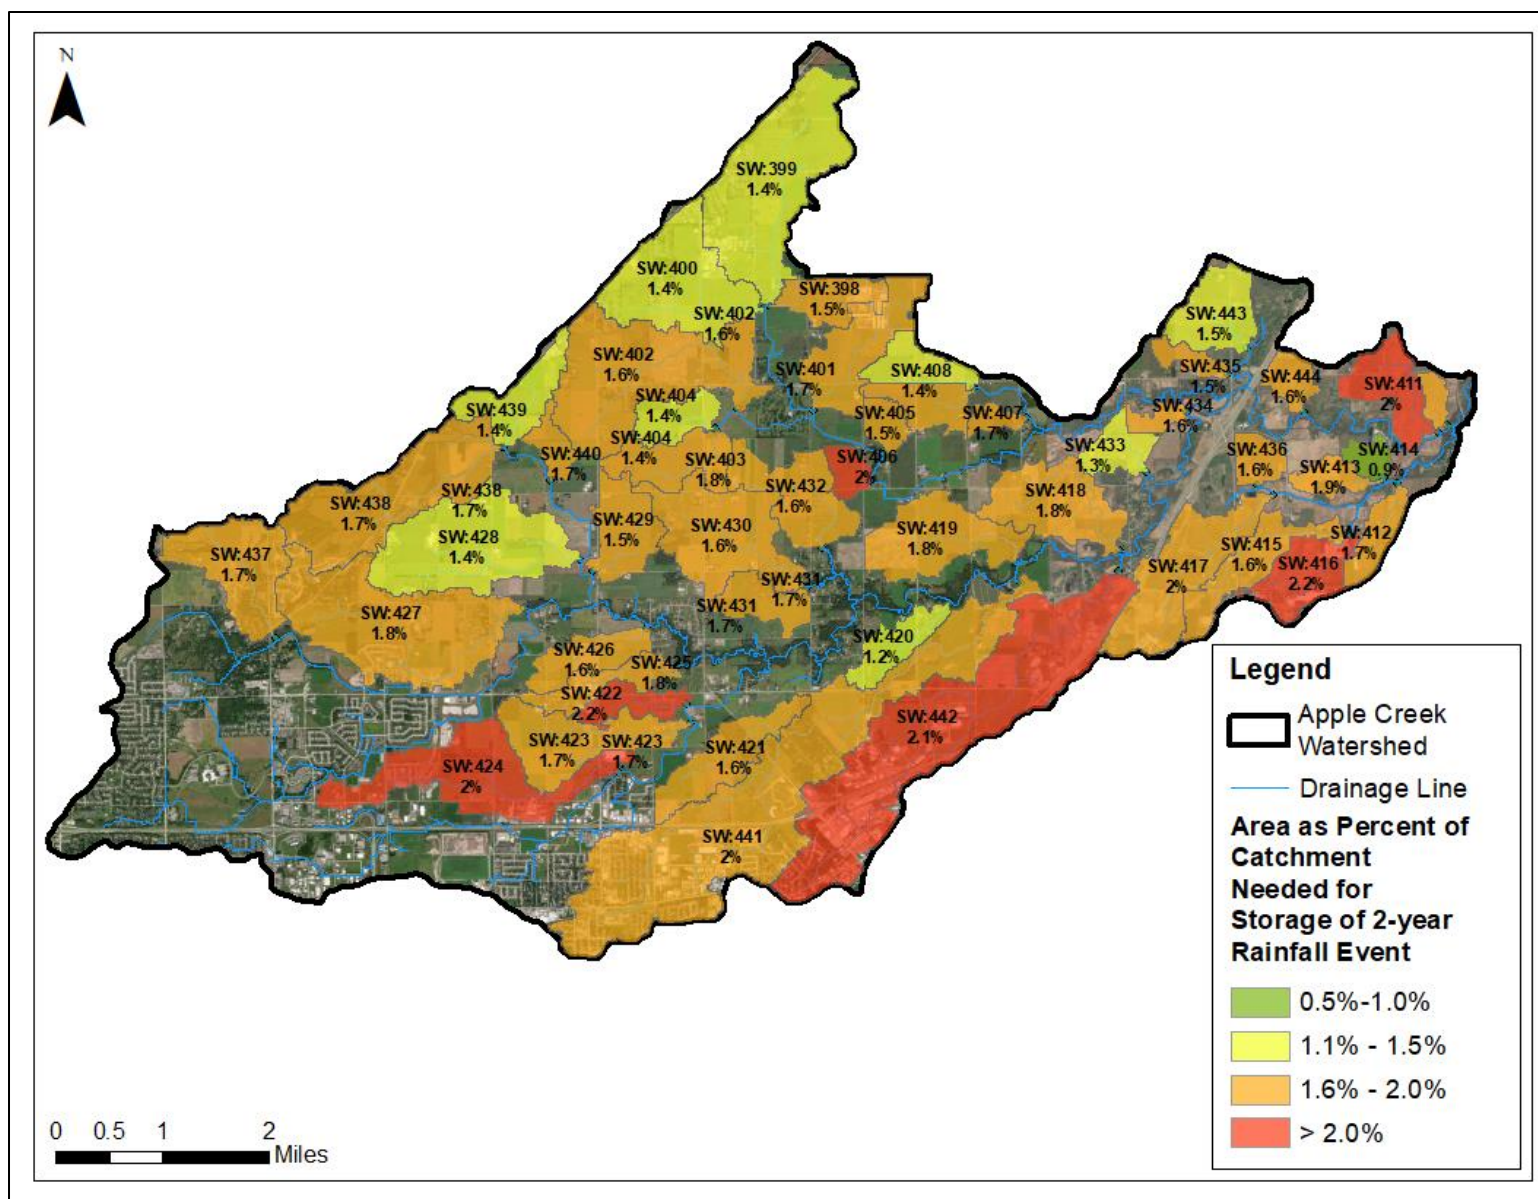 N
SW:399
1.4%
SW:400
1.4%
SW:398
1.5%
SW:402
1.6%
SW:443
1.5%
SW:402
1.6%
SW:401
1.7%
SW:408
1.4%
SW:435
1.5%
SW:444
1.6%
SW:411
2%
SW:404
1.4%
SW:439
1.4%
SW:405
1.5%
SW:407
1.7%
SW:434
1.6%
SW:404
1.4%
SW:433
1.3%
SW:440
1.7%
SW:403
1.8%
SW:406
2%
SW:436
1.6%
SW:414
0.9%
SW:413
1.9%
SW:438
1.7%
SW:438
1.7%
SW:432
1.6%
SW:418
1.8%
SW:428
1.4%
SW:429
1.5%
SW:430
1.6%
SW:419
1.8%
SW:412
1.7%
SW:415
1.6%
SW:437
1.7%
SW:417
2%
SW:416
2.2%
SW:431
1.7%
SW:431
1.7%
SW:427
1.8%
SW:420
1.2%
SW:426
1.6%
SW:425
1.8%
SW:422
2.2%
SW:442
2.1%
SW:423
1.7%
SW:423
1.7%
SW:421
1.6%
SW:424
2%
SW:441
2%
Legend
Apple Creek
Watershed
Drainage Line
Area as Percent of
Catchment
Needed for
Storage of 2-year
Rainfall Event
0.5%-1.0%
1.1% - 1.5%
1.6% - 2.0%
> 2.0%
0 0.5 1 2
Miles